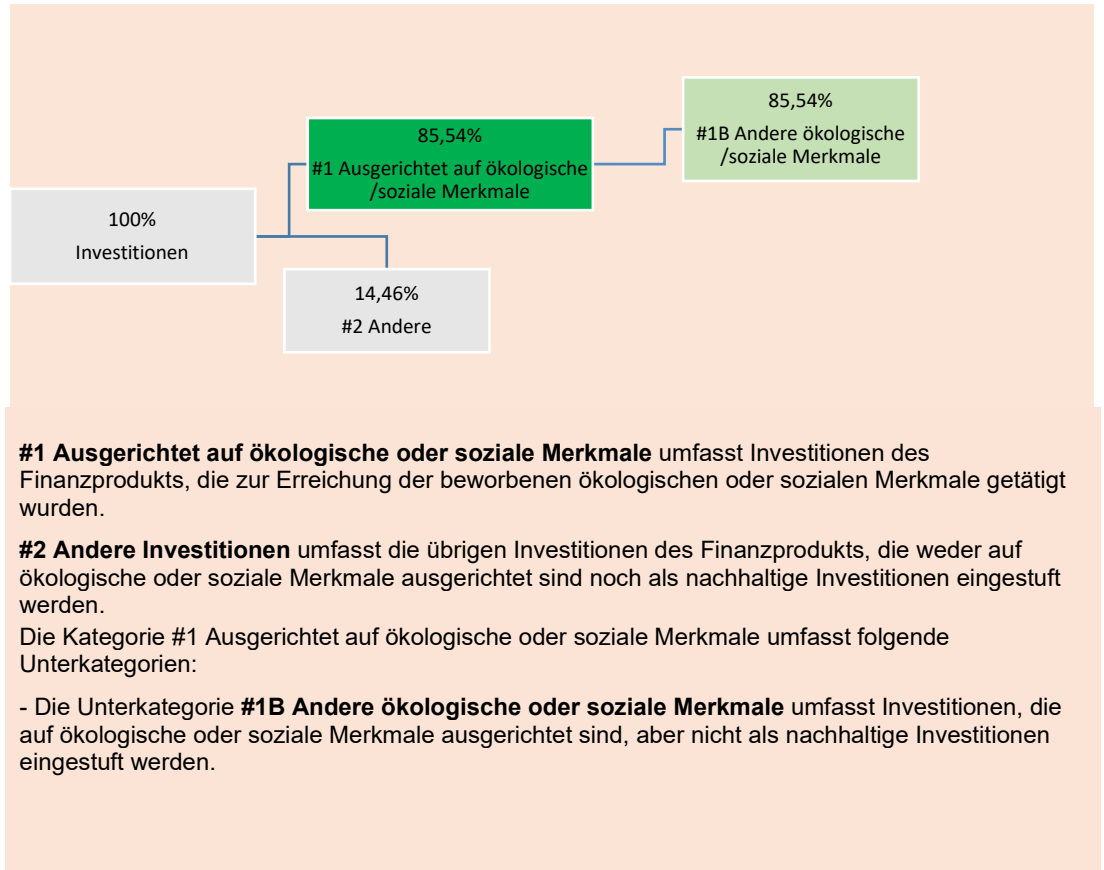 85,54%
#1B Andere ökologische
/soziale Merkmale
85,54%
#1 Ausgerichtet auf ökologische
/soziale Merkmale
100%
Investitionen
14,46%
#2 Andere
#1 Ausgerichtet auf ökologische oder soziale Merkmale umfasst Investitionen des
Finanzprodukts, die zur Erreichung der beworbenen ökologischen oder sozialen Merkmale getätigt
wurden.
#2 Andere Investitionen umfasst die übrigen Investitionen des Finanzprodukts, die weder auf
ökologische oder soziale Merkmale ausgerichtet sind noch als nachhaltige Investitionen eingestuft
werden.
Die Kategorie #1 Ausgerichtet auf ökologische oder soziale Merkmale umfasst folgende
Unterkategorien:
- Die Unterkategorie #1B Andere ökologische oder soziale Merkmale umfasst Investitionen, die
auf ökologische oder soziale Merkmale ausgerichtet sind, aber nicht als nachhaltige Investitionen
eingestuft werden.